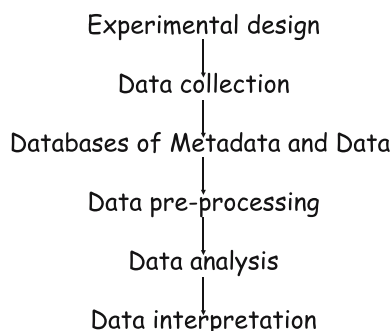 Experimental design
Data collection
Databases of Metadata and Data
Data pre-processing
Data analysis
Data interpretation